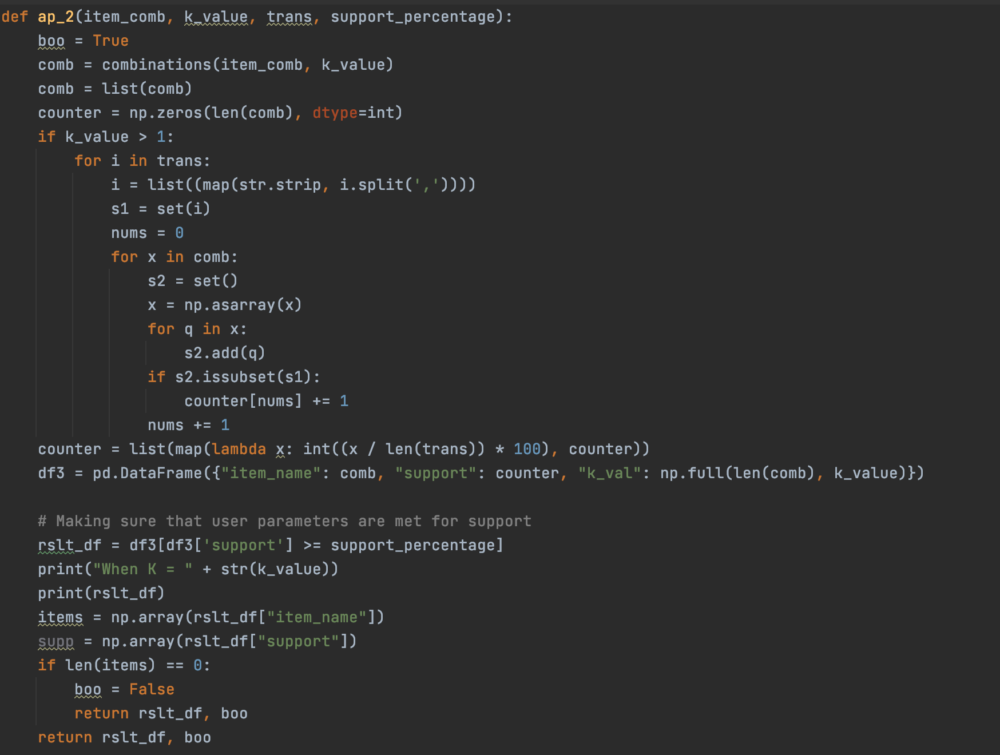 def ap_2(item_comb, k_value, trans, support_percentage):
    boo = True
    comb = combinations(item_comb, k_value)
    comb = list(comb)
    counter = np.zeros(len(comb), dtype=int)
    if k_value > 1:
        for i in trans:
            i = list((map(str.strip, i.split(','))))
            s1 = set(i)
            nums = 0
            for x in comb:
                s2 = set()
                x = np.asarray(x)
                for q in x:
                    s2.add(q)
                if s2.issubset(s1):
                    counter[nums] += 1
                nums += 1
    counter = list(map(lambda x: int((x / len(trans)) * 100), counter))
    df3 = pd.DataFrame({"item_name": comb, "support": counter, "k_val": np.full(len(comb), k_value)})

    # Making sure that user parameters are met for support
    rslt_df = df3[df3['support'] >= support_percentage]
    print("When K = " + str(k_value))
    print(rslt_df)
    items = np.array(rslt_df["item_name"])
    supp = np.array(rslt_df["support"])
    if len(items) == 0:
        boo = False
        return rslt_df, boo
    return rslt_df, boo